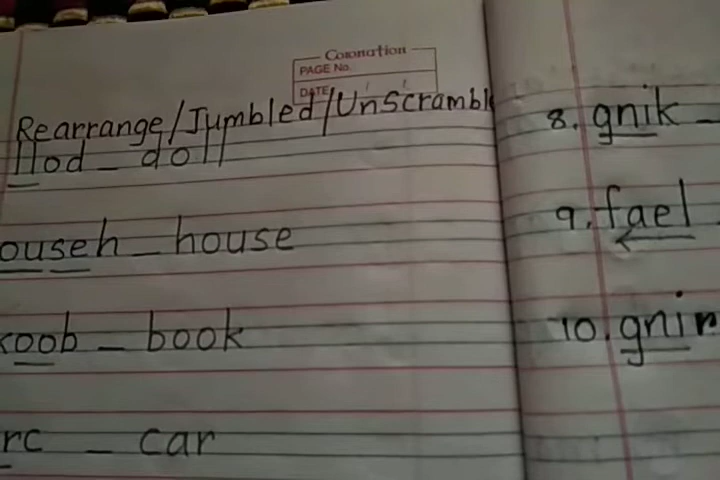 Coronation
PAGE No.
DATE
Rearrange/Jumbled/UnScrambl
llod _ doll
ouseh _ house
koob _ book
rc _ car
8. gnik _
9. fael
10. gnir